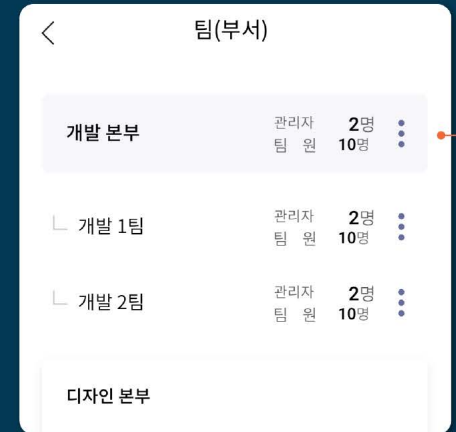 팀(부서)
개발 본부
관리자 2명
팀 원 10명
개발 1팀
관리자 2명
팀 원 10명
개발 2팀
관리자 2명
팀 원 10명
디자인 본부